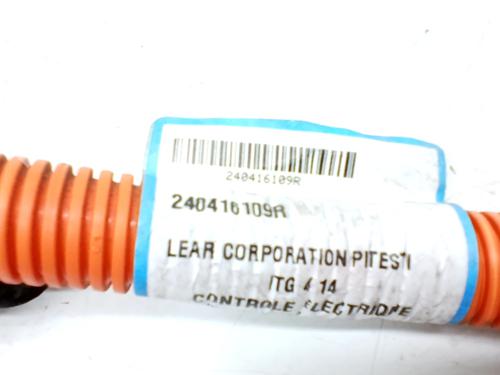 240416109R
240416109R
LEAR CORPORATION PITESTI
ITG 4 14
CONTROLE ELECTRIQUE